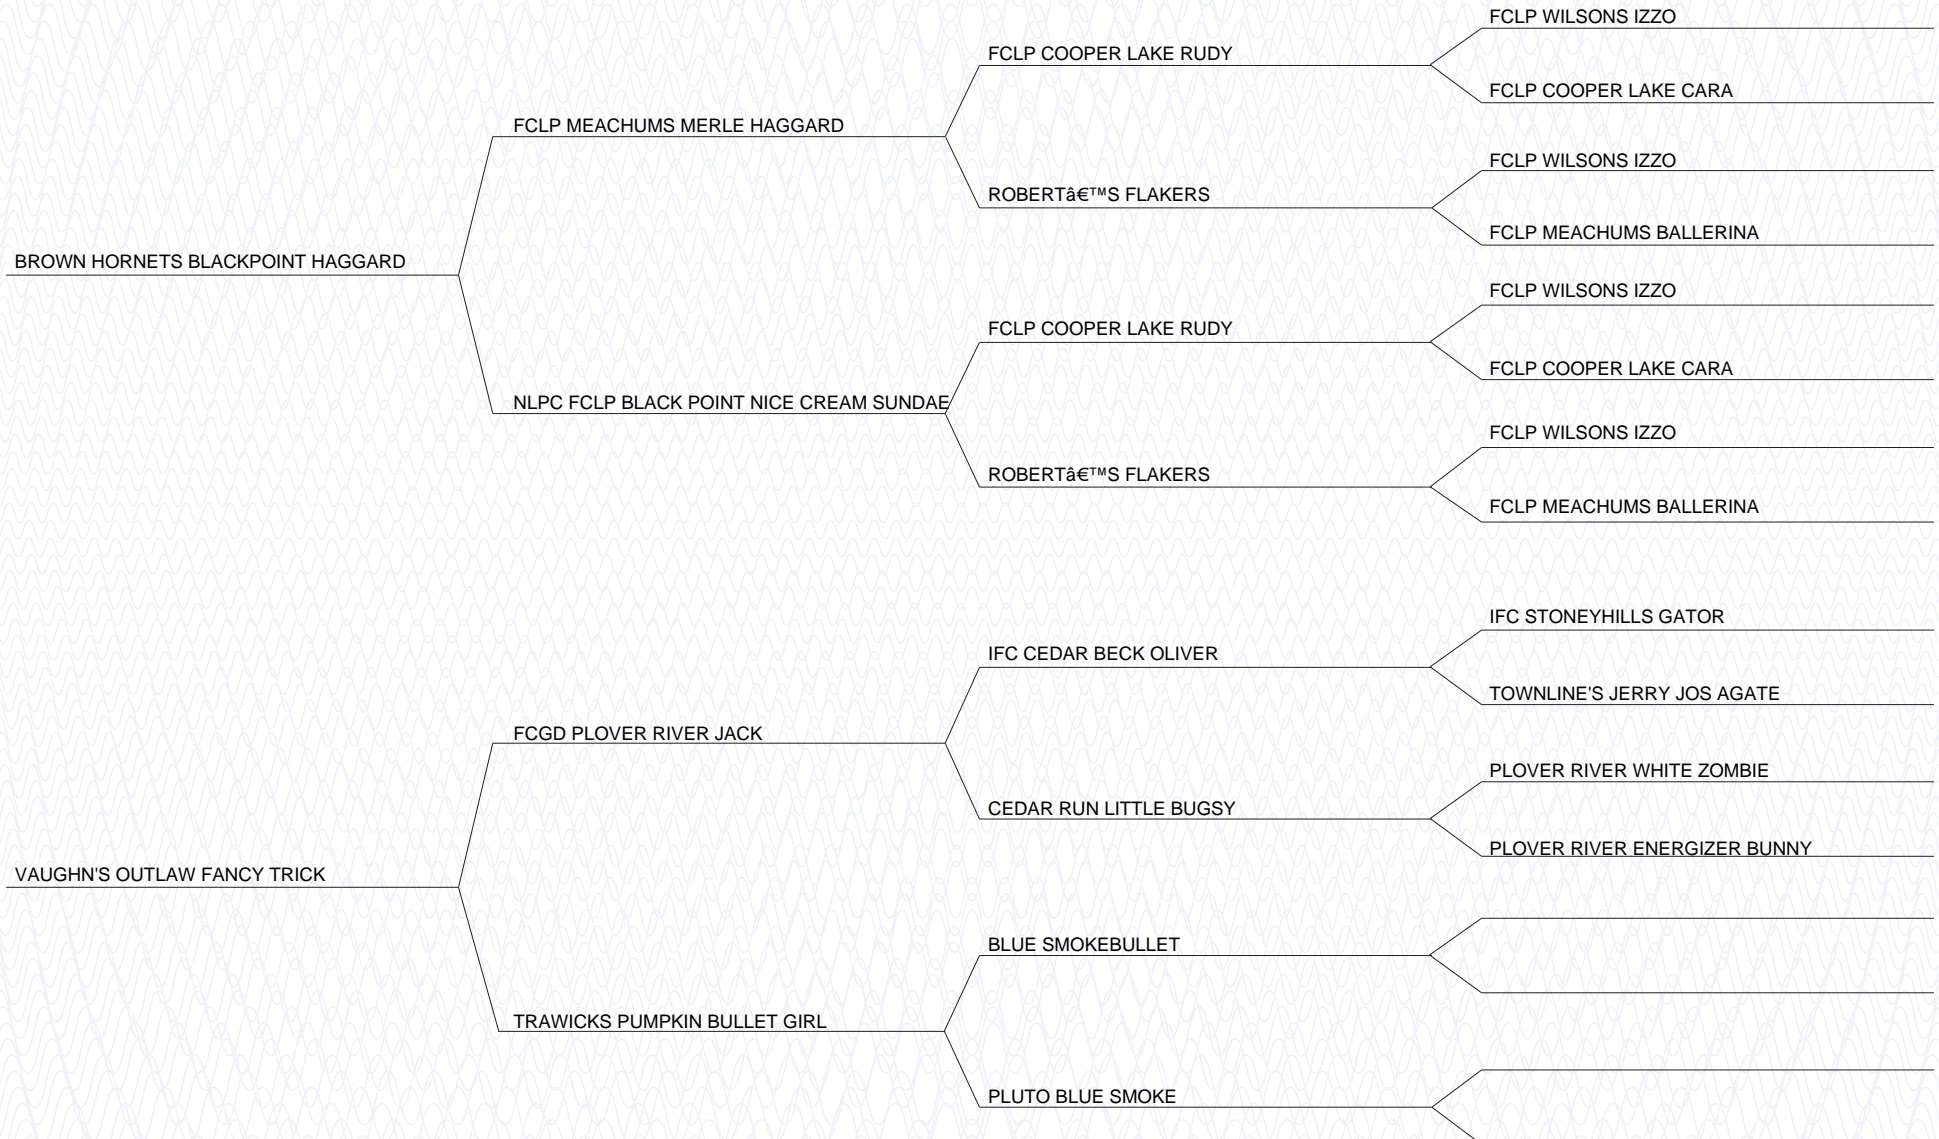 FCLP WILSONS IZZO
FCLP COOPER LAKE RUDY
FCLP COOPER LAKE CARA
FCLP MEACHUMS MERLE HAGGARD
FCLP WILSONS IZZO
ROBERTâ€™S FLAKERS
FCLP MEACHUMS BALLERINA
BROWN HORNETS BLACKPOINT HAGGARD
FCLP WILSONS IZZO
FCLP COOPER LAKE RUDY
FCLP COOPER LAKE CARA
NLPC FCLP BLACK POINT NICE CREAM SUNDAE
FCLP WILSONS IZZO
ROBERTâ€™S FLAKERS
FCLP MEACHUMS BALLERINA
IFC STONEYHILLS GATOR
IFC CEDAR BECK OLIVER
TOWNLINE'S JERRY JOS AGATE
FCGD PLOVER RIVER JACK
PLOVER RIVER WHITE ZOMBIE
CEDAR RUN LITTLE BUGSY
PLOVER RIVER ENERGIZER BUNNY
VAUGHN'S OUTLAW FANCY TRICK
BLUE SMOKEBULLET
TRAWICKS PUMPKIN BULLET GIRL
PLUTO BLUE SMOKE